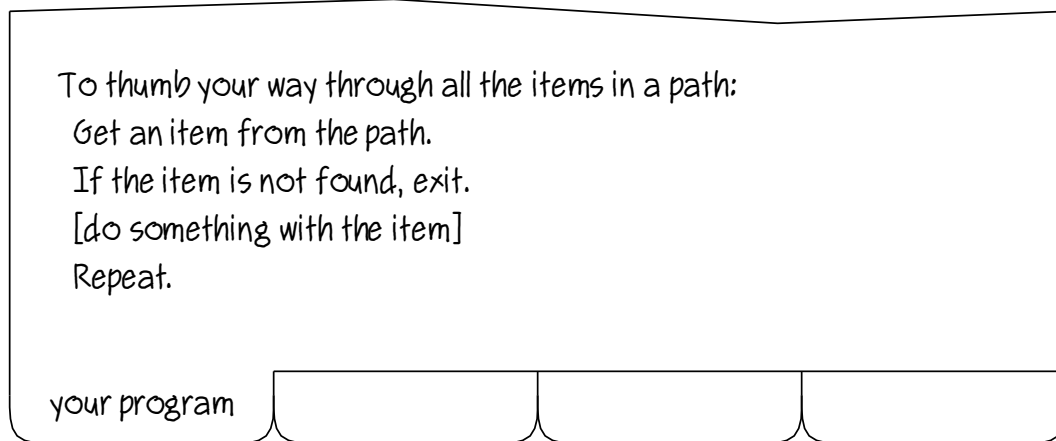 To thumb your way through all the items in a path:
Get an item from the path.
If the item is not found, exit.
[do something with the item]
Repeat.
your program